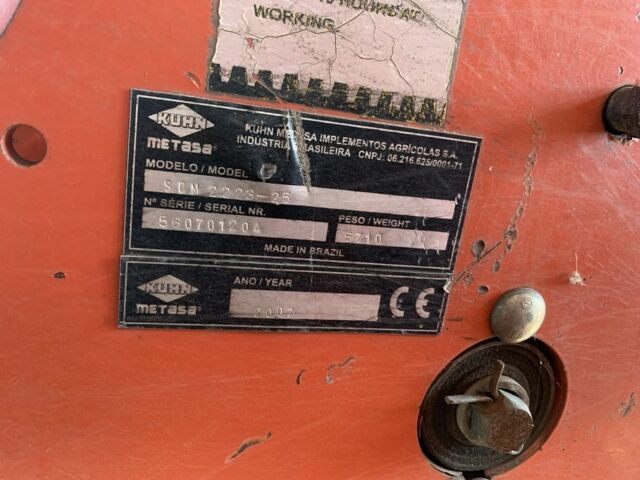 WORKING
KUHN
METASA®
KUHN METASA IMPLEMENTOS AGRÍCOLAS S.A.
INDÚSTRIA BRASILEIRA CNPJ: 06.216.625/0001-71
MODELO / MODEL
SDM 2223-25
Nº SÉRIE / SERIAL NR.
560701204
PESO / WEIGHT
5710
MADE IN BRAZIL
KUHN
METASA®
ANO / YEAR
2007
CE